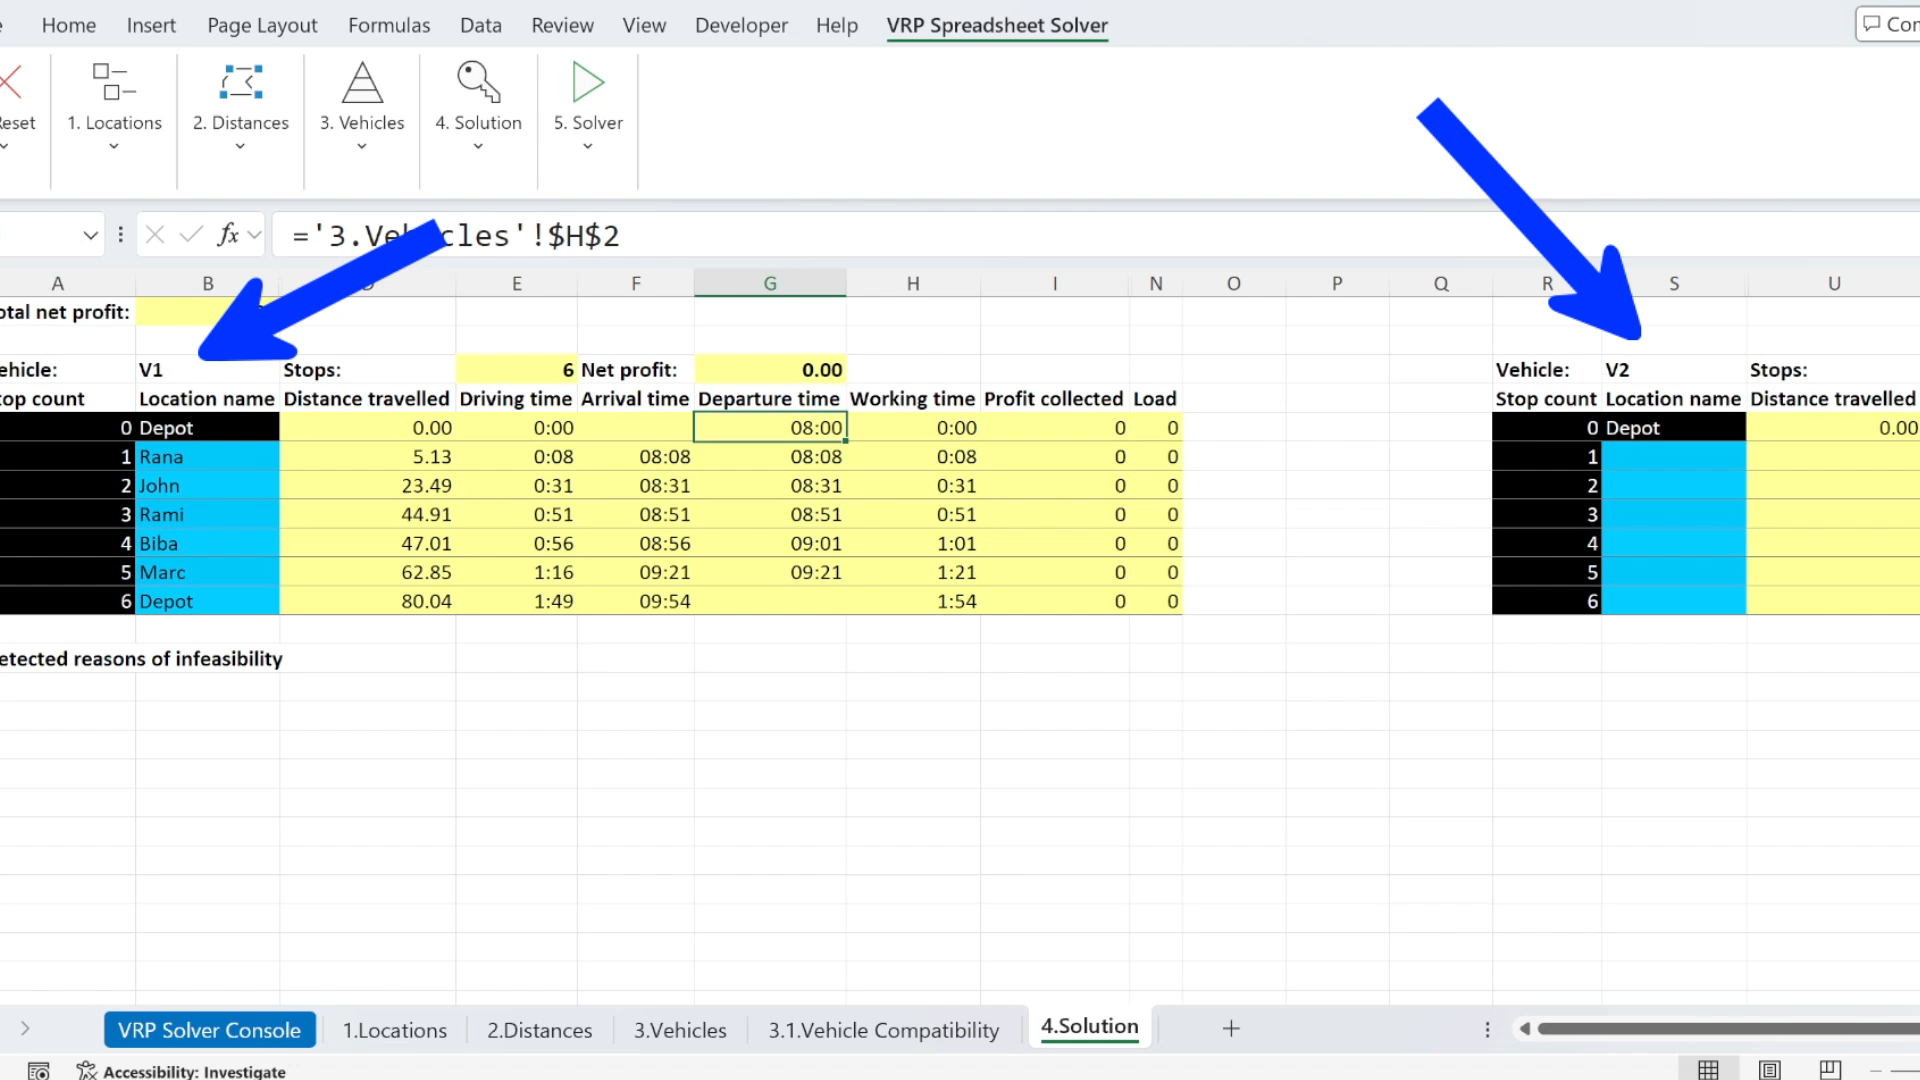 Home Insert Page Layout Formulas Data Review View Developer Help VRP Spreadsheet Solver Con
eset 1. Locations 2. Distances 3. Vehicles 4. Solution 5. Solver
fx ='3.Vehicles'!$H$2
A B D E F G H I N O P Q R S U
otal net profit:
ehicle: V1 Stops: 6 Net profit: 0.00 Vehicle: V2 Stops:
top count Location name Distance travelled Driving time Arrival time Departure time Working time Profit collected Load Stop count Location name Distance travelled
0 Depot 0.00 0:00 08:00 0:00 0 0 0 Depot 0.00
1 Rana 5.13 0:08 08:08 08:08 0:08 0 0 1
2 John 23.49 0:31 08:31 08:31 0:31 0 0 2
3 Rami 44.91 0:51 08:51 08:51 0:51 0 0 3
4 Biba 47.01 0:56 08:56 09:01 1:01 0 0 4
5 Marc 62.85 1:16 09:21 09:21 1:21 0 0 5
6 Depot 80.04 1:49 09:54 1:54 0 0 6
etected reasons of infeasibility
VRP Solver Console 1.Locations 2.Distances 3.Vehicles 3.1.Vehicle Compatibility 4.Solution
Accessibility: Investigate